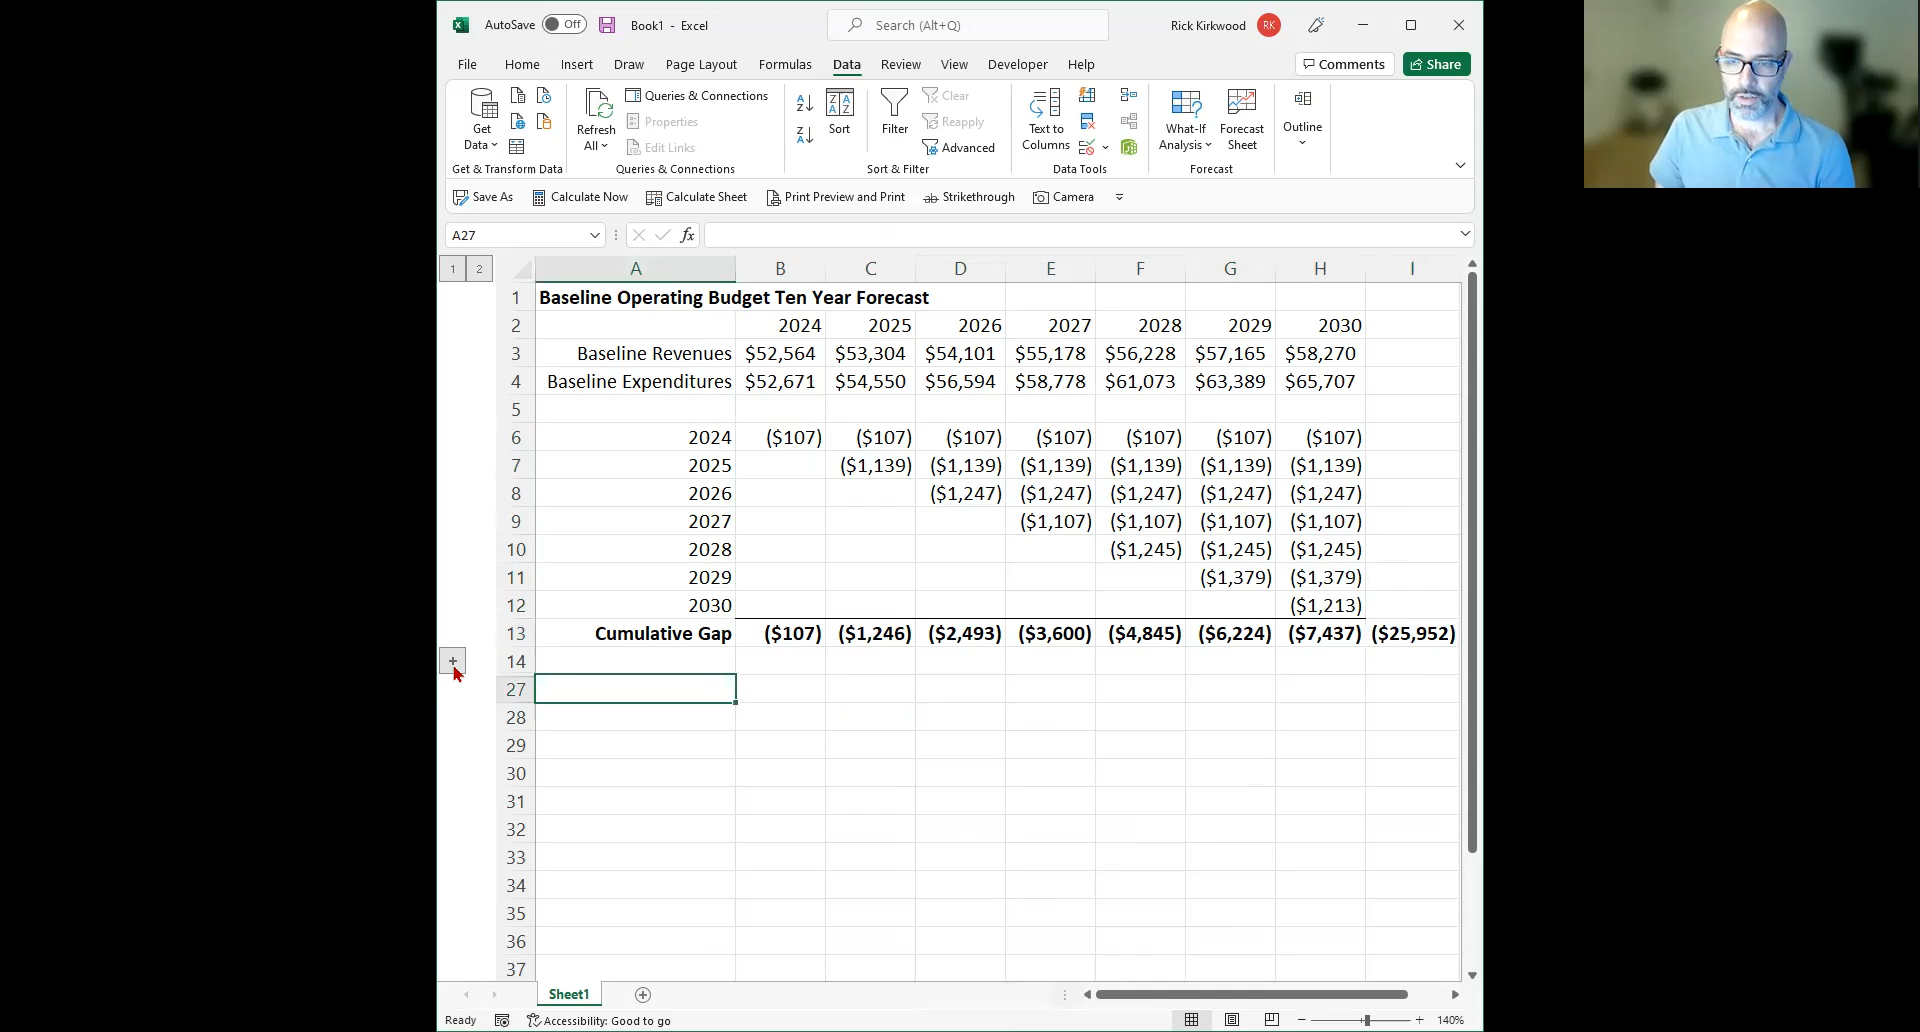 AutoSave Off Book1 - Excel Search (Alt+Q) Rick Kirkwood RK
File Home Insert Draw Page Layout Formulas Data Review View Developer Help Comments Share
Get Data
Refresh All
Queries & Connections
Properties
Edit Links
Sort
Filter
Clear
Reapply
Advanced
Text to Columns
What-If Analysis
Forecast Sheet
Outline
Get & Transform Data Queries & Connections Sort & Filter Data Tools Forecast
Save As Calculate Now Calculate Sheet Print Preview and Print ab Strikethrough Camera
A27 fx
1 2 A B C D E F G H I
1 Baseline Operating Budget Ten Year Forecast
2 2024 2025 2026 2027 2028 2029 2030
3 Baseline Revenues $52,564 $53,304 $54,101 $55,178 $56,228 $57,165 $58,270
4 Baseline Expenditures $52,671 $54,550 $56,594 $58,778 $61,073 $63,389 $65,707
5
6 2024 ($107) ($107) ($107) ($107) ($107) ($107) ($107)
7 2025 ($1,139) ($1,139) ($1,139) ($1,139) ($1,139) ($1,139)
8 2026 ($1,247) ($1,247) ($1,247) ($1,247) ($1,247)
9 2027 ($1,107) ($1,107) ($1,107) ($1,107)
10 2028 ($1,245) ($1,245) ($1,245)
11 2029 ($1,379) ($1,379)
12 2030 ($1,213)
13 Cumulative Gap ($107) ($1,246) ($2,493) ($3,600) ($4,845) ($6,224) ($7,437) ($25,952)
+ 14
27
28
29
30
31
32
33
34
35
36
37
Sheet1
Ready Accessibility: Good to go 140%